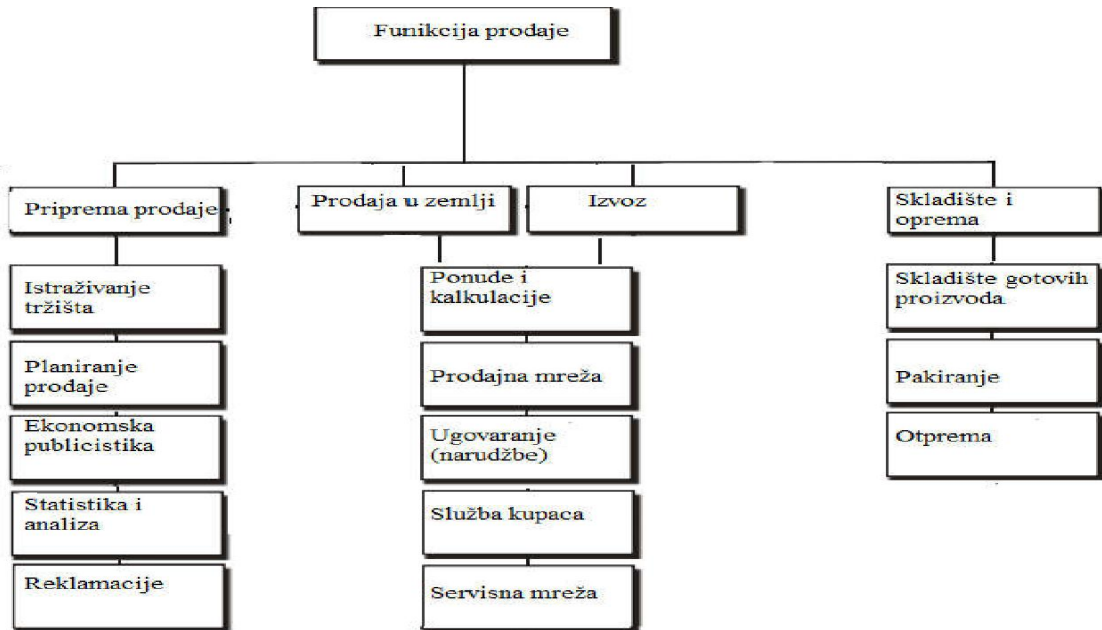 Funikcija prodaje
Priprema prodaje
Prodaja u zemlji
Izvoz
Skladište i
oprema
Istraživanje
tržišta
Planiranje
prodaje
Ekonomska
publicistika
Statistika i
analiza
Reklamacije
Ponude i
kalkulacije
Prodajna mreža
Ugovaranje
(narudžbe)
Služba kupaca
Servisna mreža
Skladište gotovih
proizvoda
Pakiranje
Otprema